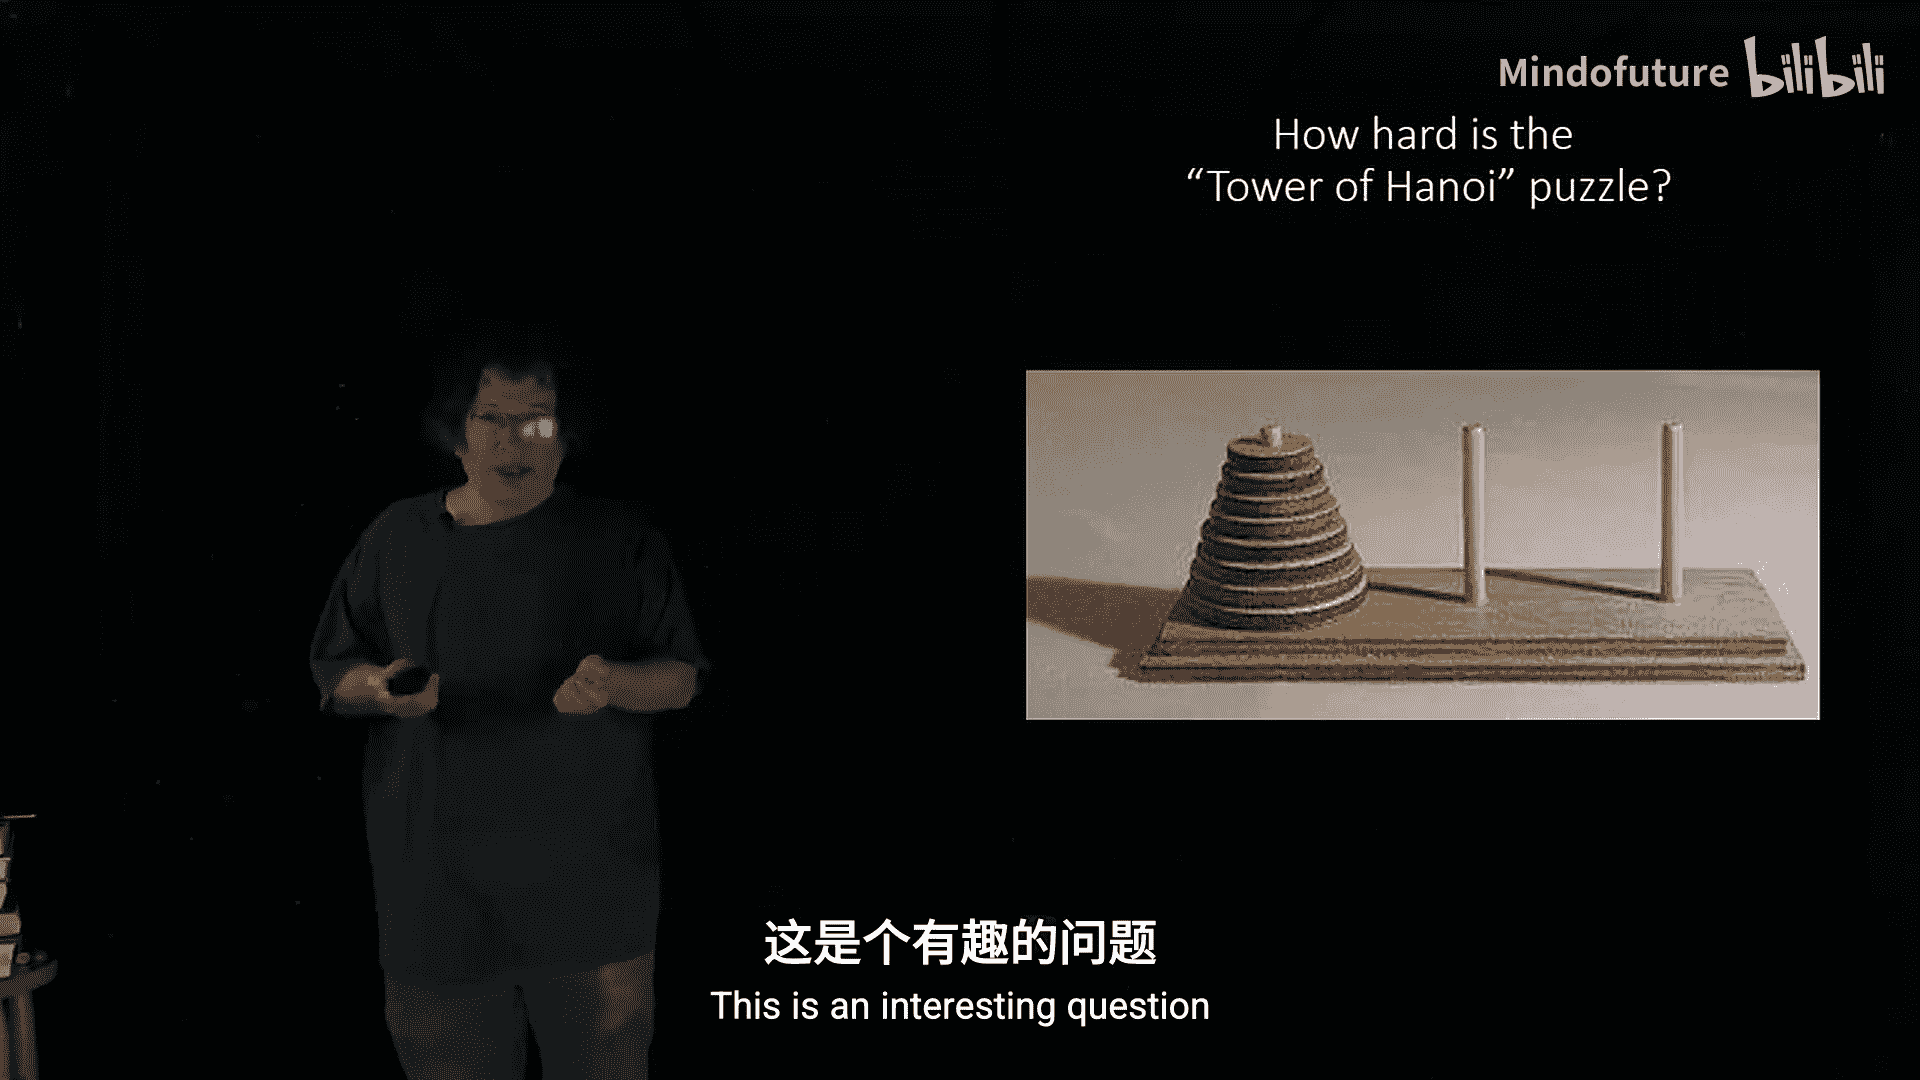 Mindofuture bilibili
How hard is the
“Tower of Hanoi” puzzle?
这是个有趣的问题
This is an interesting question